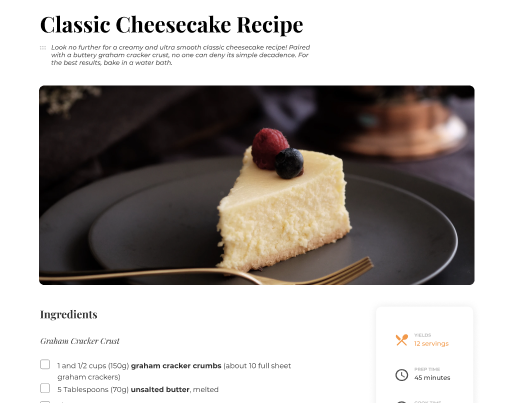 Classic Cheesecake Recipe
Look no further for a creamy and ultra smooth classic cheesecake recipe! Paired
with a buttery graham cracker crust, no one can deny its simple decadence. For
the best results, bake in a water bath.
Ingredients
Graham Cracker Crust
1 and 1/2 cups (150g) graham cracker crumbs (about 10 full sheet
graham crackers)
5 Tablespoons (70g) unsalted butter, melted
YIELDS
12 servings
PREP TIME
45 minutes